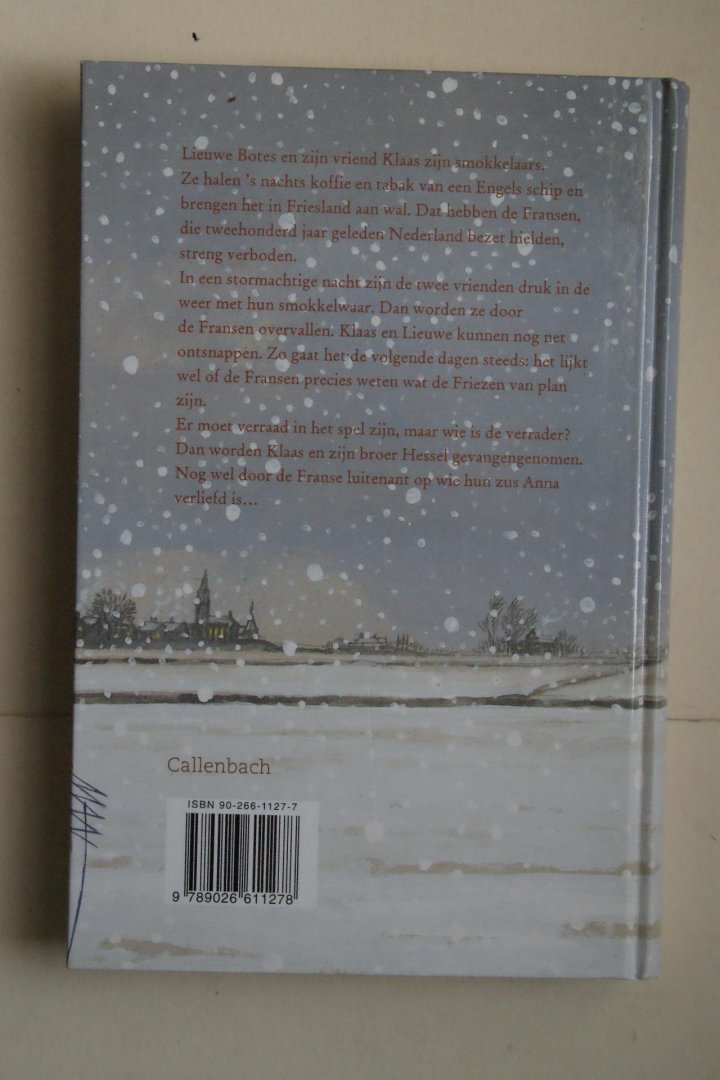 Lieuwe Botes en zijn vriend Klaas zijn smokkelaars.
Ze halen ’s nachts koffie en tabak van een Engels schip en
brengen het in Friesland aan wal. Dat hebben de Fransen,
die tweehonderd jaar geleden Nederland bezet hielden,
streng verboden.
In een stormachtige nacht zijn de twee vrienden druk in de
weer met hun smokkelwaar. Dan worden ze door
de Fransen overvallen. Klaas en Lieuwe kunnen nog net
ontsnappen. Zo gaat het de volgende dagen steeds: het lijkt
wel of de Fransen precies weten wat de Friezen van plan
zijn.
Er moet verraad in het spel zijn, maar wie is de verrader?
Dan worden Klaas en zijn broer Hessel gevangengenomen.
Nog wel door de Franse luitenant op wie hun zus Anna
verliefd is…
Callenbach
ISBN 90-266-1127-7
9 789026 611278